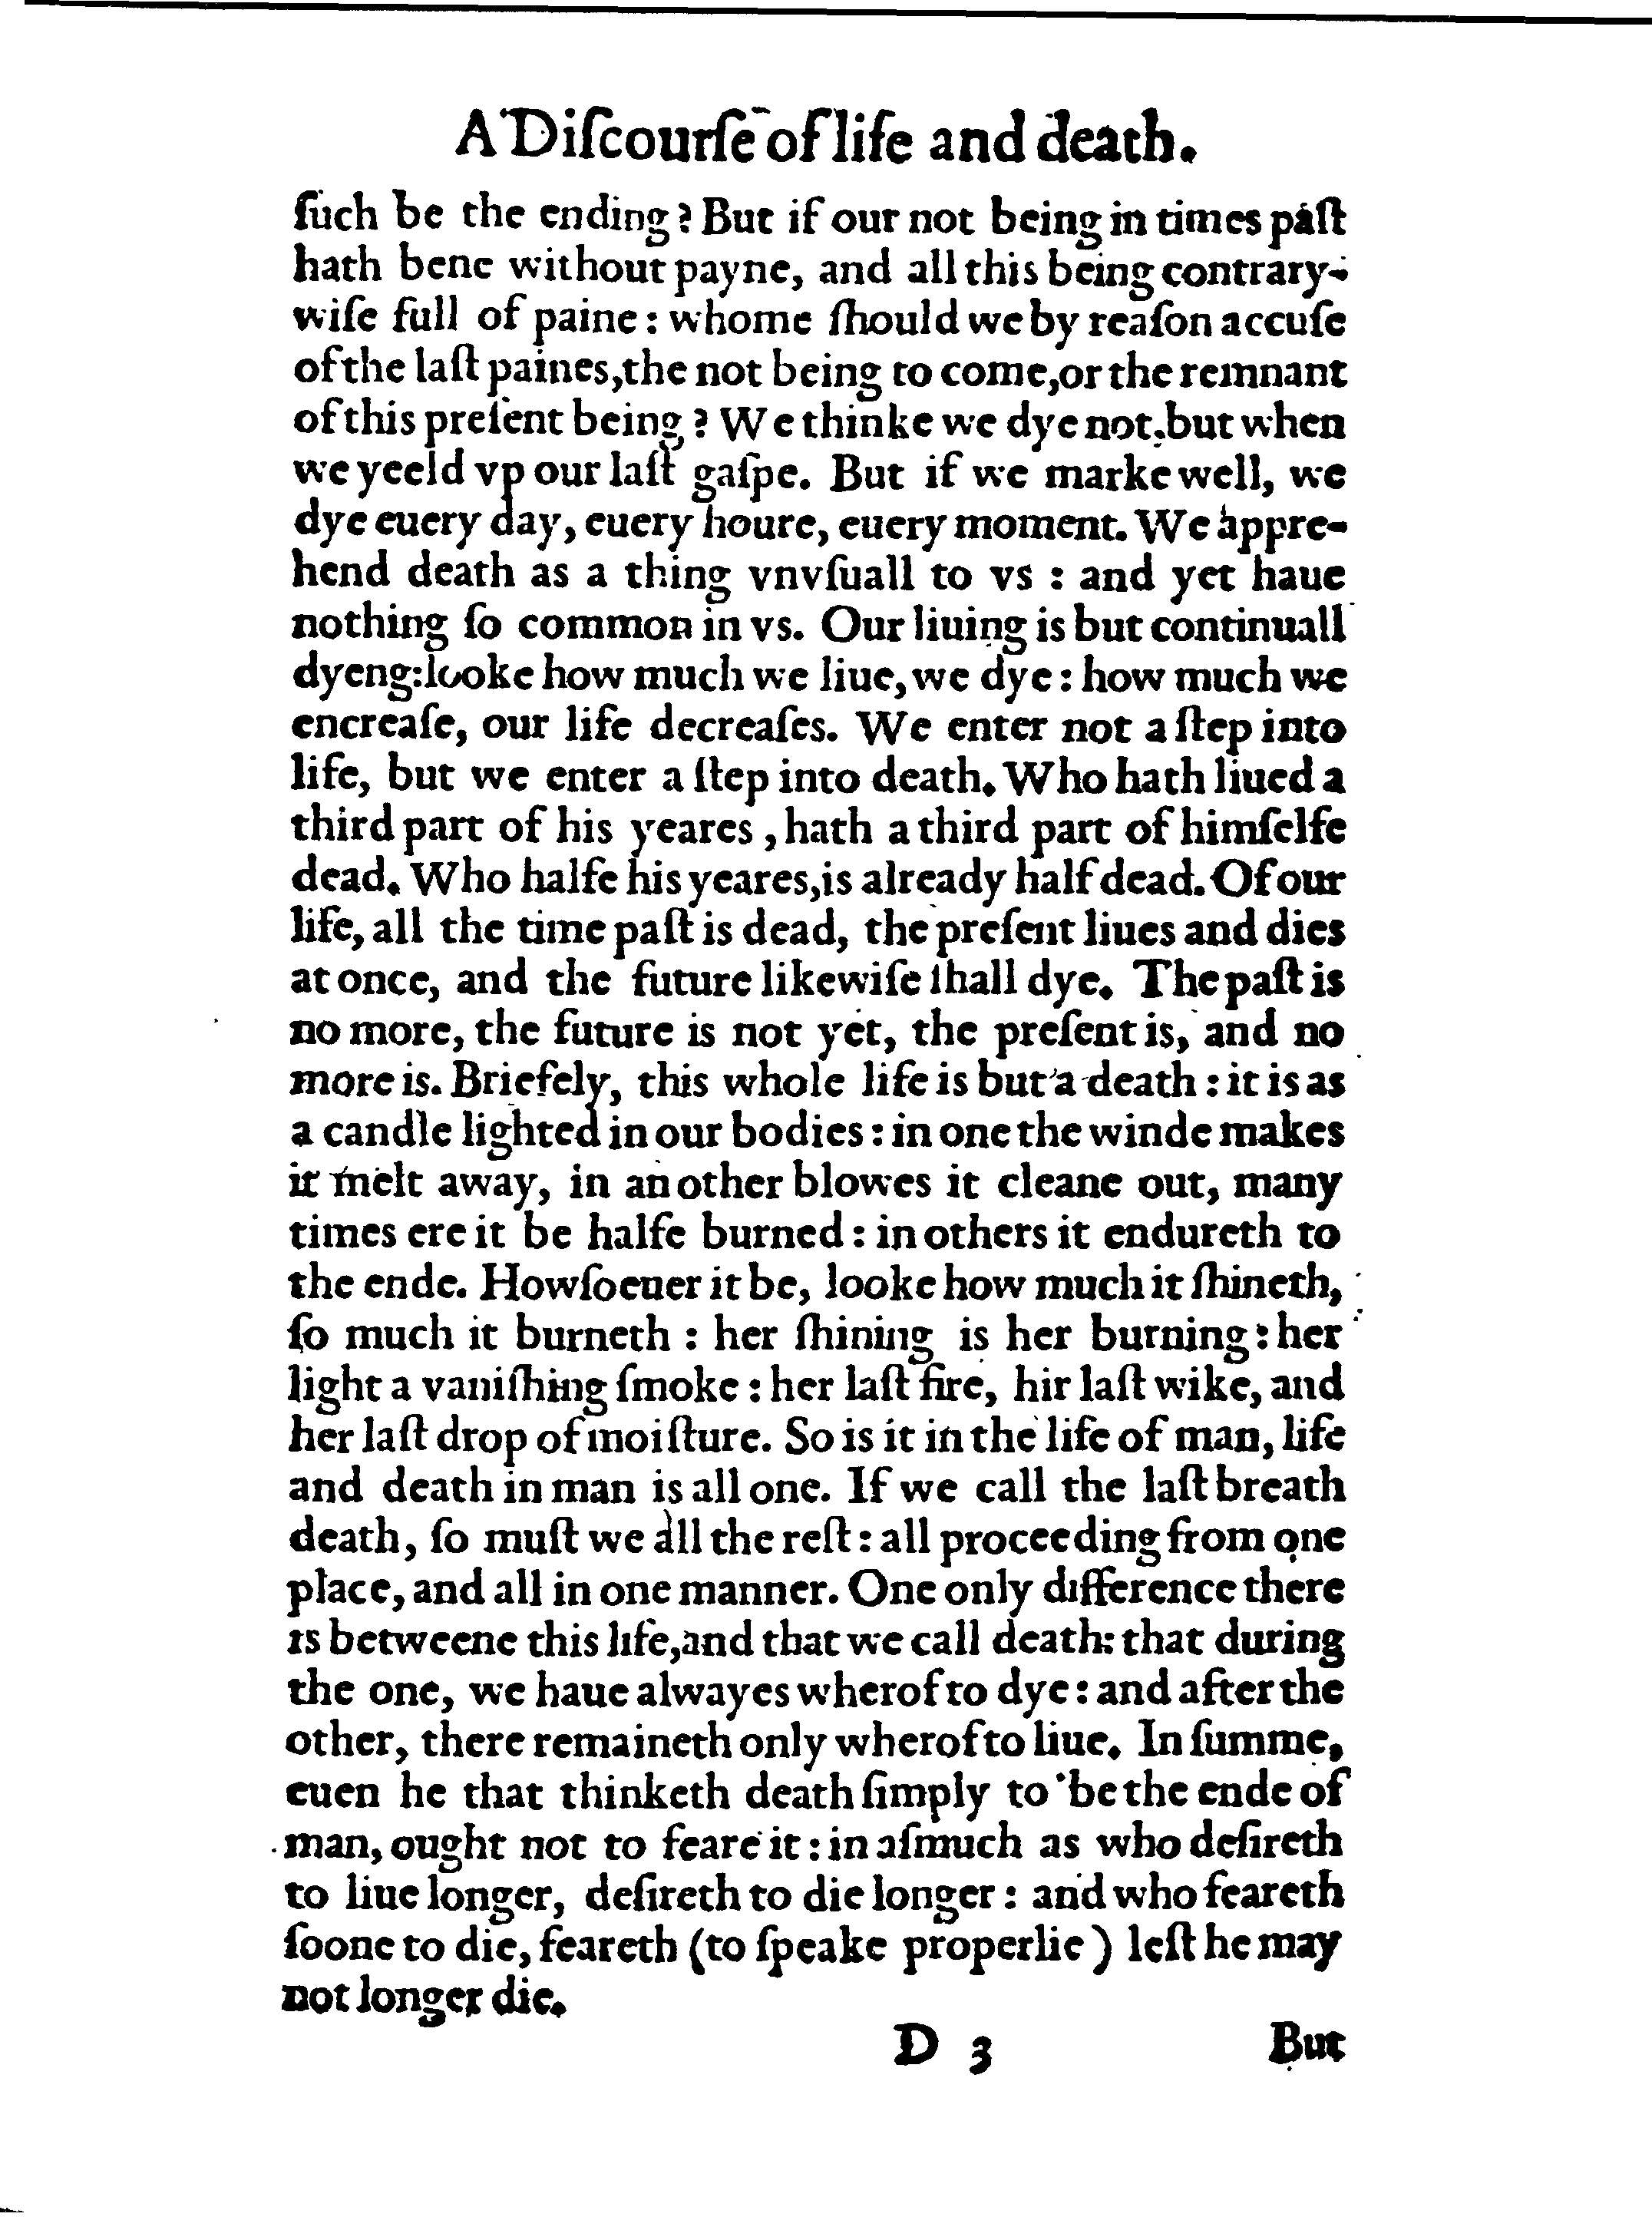 A Diſcourſe of life and death.
ſuch be the ending? But if our not being in times paſt
hath bene without payne, and all this being contrary-
wiſe full of paine: whome ſhould we by reaſon accuſe
of the laſt paines, the not being to come, or the remnant
of this preſent being? We thinke we dye not, but when
we yeeld vp our laſt gaſpe. But if we marke well, we
dye euery day, euery houre, euery moment. We appre-
hend death as a thing vnvſuall to vs : and yet haue
nothing ſo common in vs. Our liuing is but continuall
dyeng: looke how much we liue, we dye: how much we
encreaſe, our life decreaſes. We enter not a ſtep into
life, but we enter a ſtep into death. Who hath liued a
third part of his yeares, hath a third part of himſelfe
dead. Who halfe his yeares, is already half dead. Of our
life, all the time paſt is dead, the preſent liues and dies
at once, and the future likewiſe ſhall dye. The paſt is
no more, the future is not yet, the preſent is, and no
more is. Briefely, this whole life is but a death: it is as
a candle lighted in our bodies: in one the winde makes
it melt away, in an other blowes it cleane out, many
times ere it be halfe burned: in others it endureth to
the ende. Howſoeuer it be, looke how much it ſhineth,
ſo much it burneth : her ſhining is her burning: her
light a vaniſhing ſmoke: her laſt fire, hir laſt wike, and
her laſt drop of moiſture. So is it in the life of man, life
and death in man is all one. If we call the laſt breath
death, ſo muſt we all the reſt: all proceeding from one
place, and all in one manner. One only difference there
is betweene this life, and that we call death: that during
the one, we haue alwayes wherof to dye: and after the
other, there remaineth only wherof to liue. In ſumme,
euen he that thinketh death ſimply to be the ende of
man, ought not to feare it: in aſmuch as who deſireth
to liue longer, deſireth to die longer: and who feareth
ſoone to die, feareth (to ſpeake properlie) leſt he may
not longer die.
D 3 But